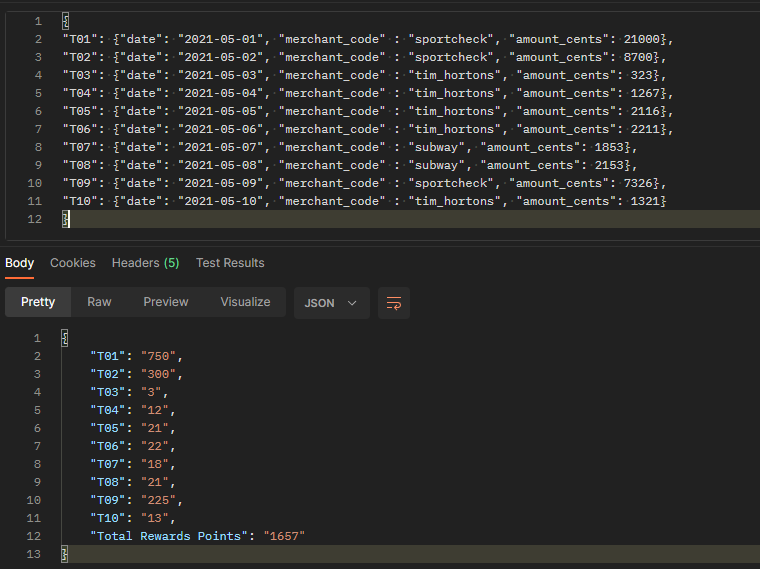 1 {
2 "T01": {"date": "2021-05-01", "merchant_code" : "sportcheck", "amount_cents": 21000},
3 "T02": {"date": "2021-05-02", "merchant_code" : "sportcheck", "amount_cents": 8700},
4 "T03": {"date": "2021-05-03", "merchant_code" : "tim_hortons", "amount_cents": 323},
5 "T04": {"date": "2021-05-04", "merchant_code" : "tim_hortons", "amount_cents": 1267},
6 "T05": {"date": "2021-05-05", "merchant_code" : "tim_hortons", "amount_cents": 2116},
7 "T06": {"date": "2021-05-06", "merchant_code" : "tim_hortons", "amount_cents": 2211},
8 "T07": {"date": "2021-05-07", "merchant_code" : "subway", "amount_cents": 1853},
9 "T08": {"date": "2021-05-08", "merchant_code" : "subway", "amount_cents": 2153},
10 "T09": {"date": "2021-05-09", "merchant_code" : "sportcheck", "amount_cents": 7326},
11 "T10": {"date": "2021-05-10", "merchant_code" : "tim_hortons", "amount_cents": 1321}
12 }
Body Cookies Headers (5) Test Results
Pretty Raw Preview Visualize JSON
1 {
2 "T01": "750",
3 "T02": "300",
4 "T03": "3",
5 "T04": "12",
6 "T05": "21",
7 "T06": "22",
8 "T07": "18",
9 "T08": "21",
10 "T09": "225",
11 "T10": "13",
12 "Total Rewards Points": "1657"
13 }